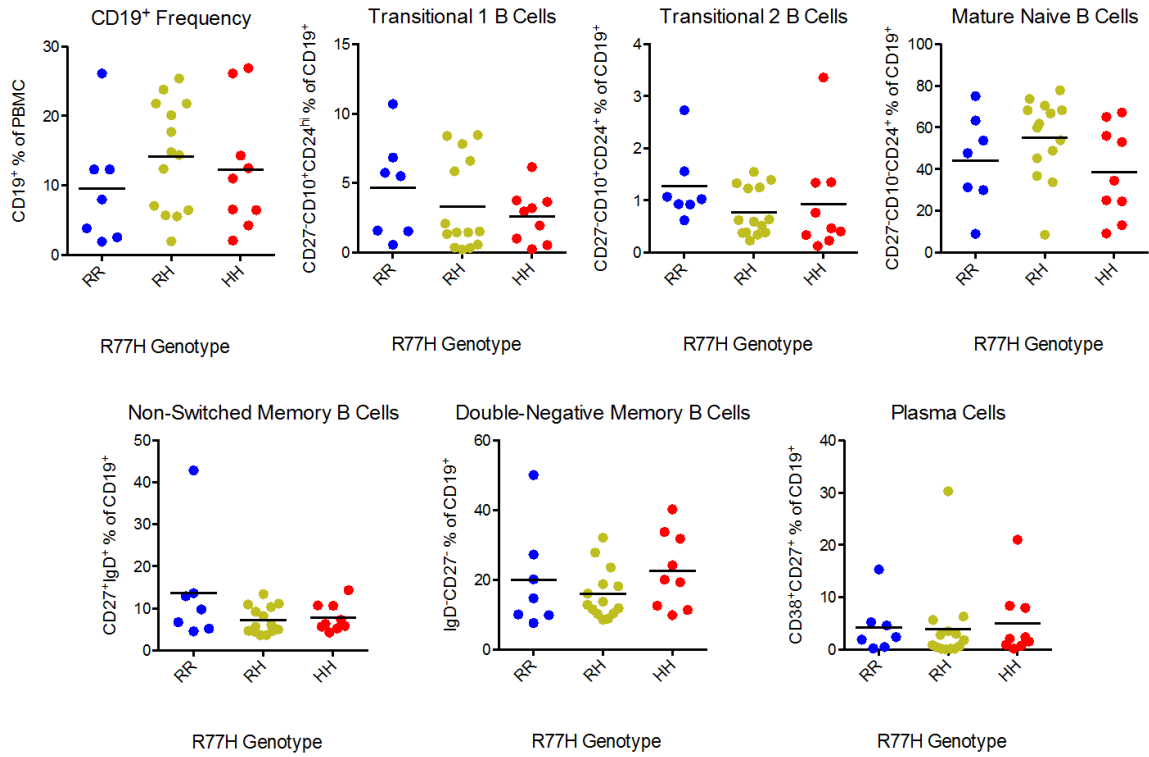 CD19⁺ Frequency
CD19⁺ % of PBMC
30
20
10
0
RR
RH
HH
R77H Genotype
Transitional 1 B Cells
CD27⁻CD10⁺CD24ʰⁱ % of CD19⁺
15
10
5
0
RR
RH
HH
R77H Genotype
Transitional 2 B Cells
CD27⁻CD10⁺CD24⁺ % of CD19⁺
4
3
2
1
0
RR
RH
HH
R77H Genotype
Mature Naive B Cells
CD27⁻CD10⁻CD24⁺ % of CD19⁺
100
80
60
40
20
0
RR
RH
HH
R77H Genotype
Non-Switched Memory B Cells
CD27⁺IgD⁺ % of CD19⁺
50
40
30
20
10
0
RR
RH
HH
R77H Genotype
Double-Negative Memory B Cells
IgD⁻CD27⁻ % of CD19⁺
60
40
20
0
RR
RH
HH
R77H Genotype
Plasma Cells
CD38⁺CD27⁺ % of CD19⁺
40
30
20
10
0
RR
RH
HH
R77H Genotype